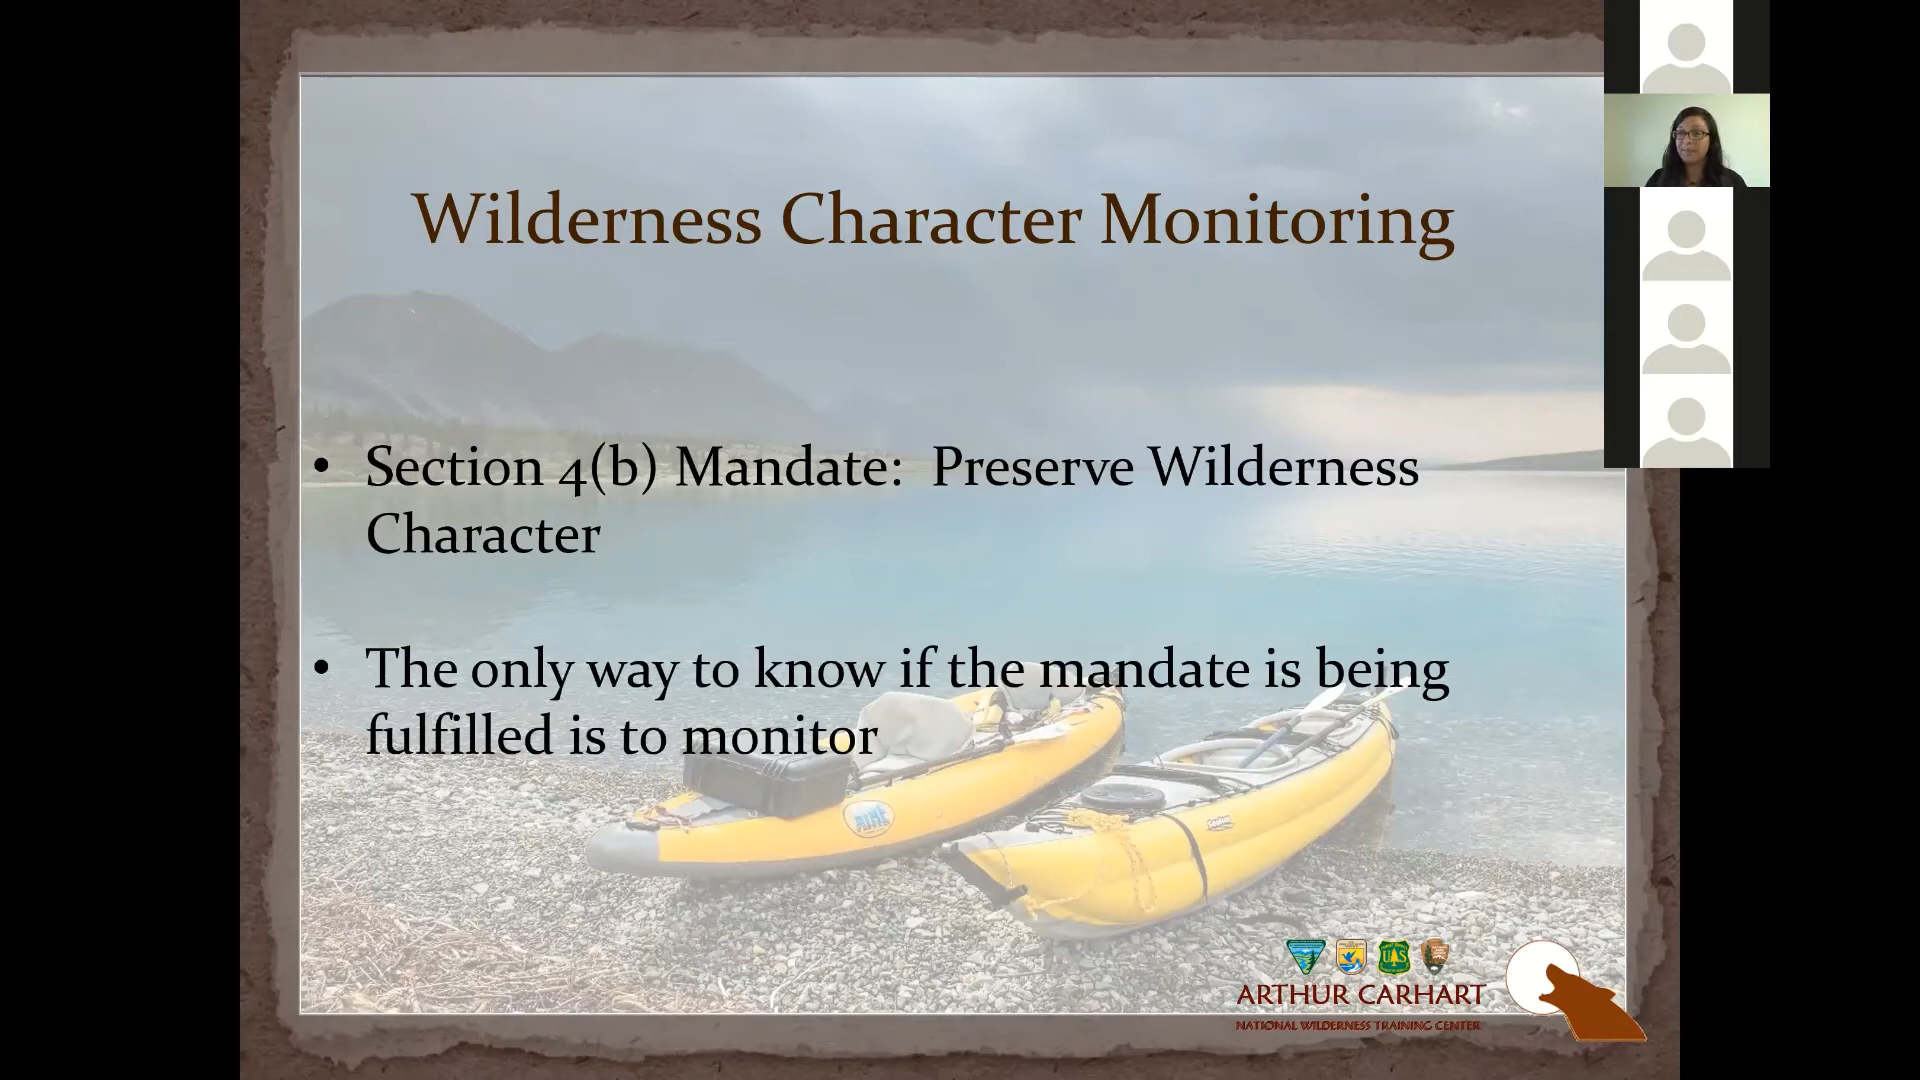 Wilderness Character Monitoring
• Section 4(b) Mandate: Preserve Wilderness
Character
• The only way to know if the mandate is being
fulfilled is to monitor
ARTHUR CARHART
NATIONAL WILDERNESS TRAINING CENTER